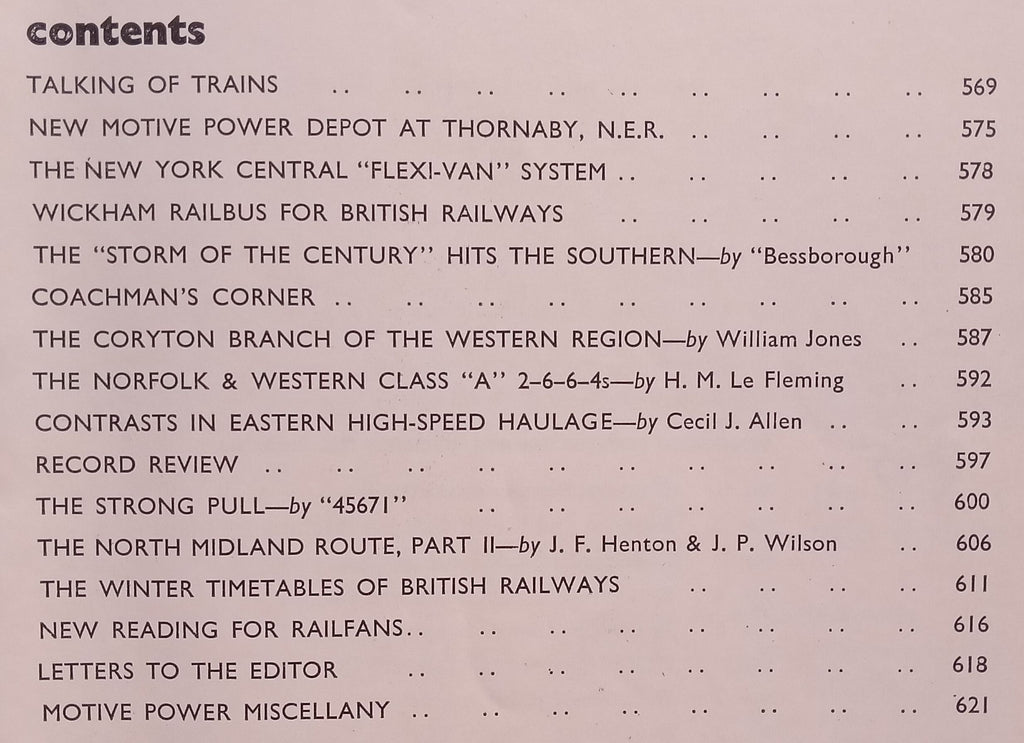 contents
TALKING OF TRAINS .. .. .. .. .. .. .. .. .. 569
NEW MOTIVE POWER DEPOT AT THORNABY, N.E.R. .. .. .. .. 575
THE NEW YORK CENTRAL “FLEXI-VAN” SYSTEM .. .. .. .. .. 578
WICKHAM RAILBUS FOR BRITISH RAILWAYS .. .. .. .. .. 579
THE “STORM OF THE CENTURY” HITS THE SOUTHERN—by “Bessborough” 580
COACHMAN'S CORNER .. .. .. .. .. .. .. .. .. 585
THE CORYTON BRANCH OF THE WESTERN REGION—by William Jones .. 587
THE NORFOLK & WESTERN CLASS “A” 2–6–6–4s—by H. M. Le Fleming .. 592
CONTRASTS IN EASTERN HIGH-SPEED HAULAGE—by Cecil J. Allen .. .. 593
RECORD REVIEW .. .. .. .. .. .. .. .. .. .. 597
THE STRONG PULL—by “45671” .. .. .. .. .. .. .. 600
THE NORTH MIDLAND ROUTE, PART II—by J. F. Henton & J. P. Wilson .. 606
THE WINTER TIMETABLES OF BRITISH RAILWAYS .. .. .. .. 611
NEW READING FOR RAILFANS.. .. .. .. .. .. .. .. 616
LETTERS TO THE EDITOR .. .. .. .. .. .. .. .. 618
MOTIVE POWER MISCELLANY .. .. .. .. .. .. .. .. 621